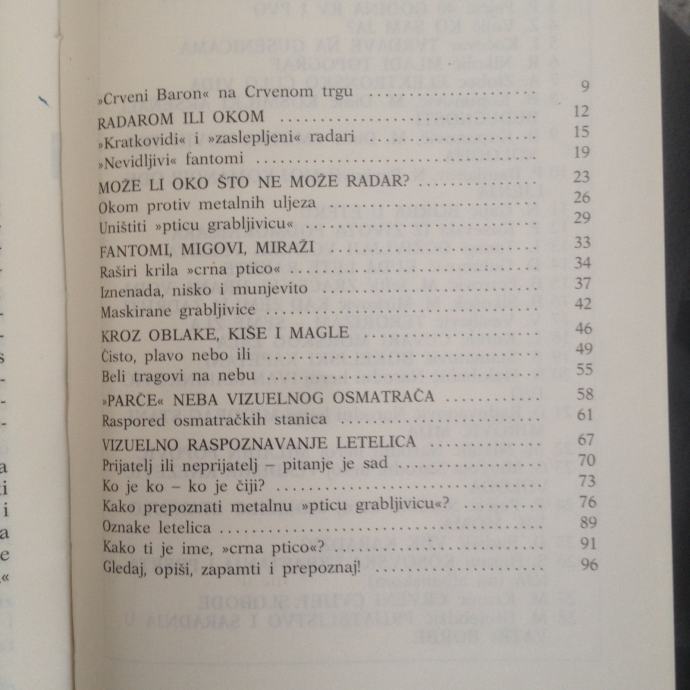 »Crveni Baron« na Crvenom trgu ........ 9
RADAROM ILI OKOM ........ 12
»Kratkovidi« i »zaslepljeni« radari ........ 15
»Nevidljivi« fantomi ........ 19
MOŽE LI OKO ŠTO NE MOŽE RADAR? ........ 23
Okom protiv metalnih uljeza ........ 26
Uništiti »pticu grabljivicu« ........ 29
FANTOMI, MIGOVI, MIRAŽI ........ 33
Raširi krila »crna ptico« ........ 34
Iznenada, nisko i munjevito ........ 37
Maskirane grabljivice ........ 42
KROZ OBLAKE, KIŠE I MAGLE ........ 46
Čisto, plavo nebo ili ........ 49
Beli tragovi na nebu ........ 55
»PARČE« NEBA VIZUELNOG OSMATRAČA ........ 58
Raspored osmatračkih stanica ........ 61
VIZUELNO RASPOZNAVANJE LETELICA ........ 67
Prijatelj ili neprijatelj – pitanje je sad ........ 70
Ko je ko – ko je čiji? ........ 73
Kako prepoznati metalnu »pticu grabljivicu«? ........ 76
Oznake letelica ........ 89
Kako ti je ime, »crna ptico«? ........ 91
Gledaj, opiši, zapamti i prepoznaj! ........ 96